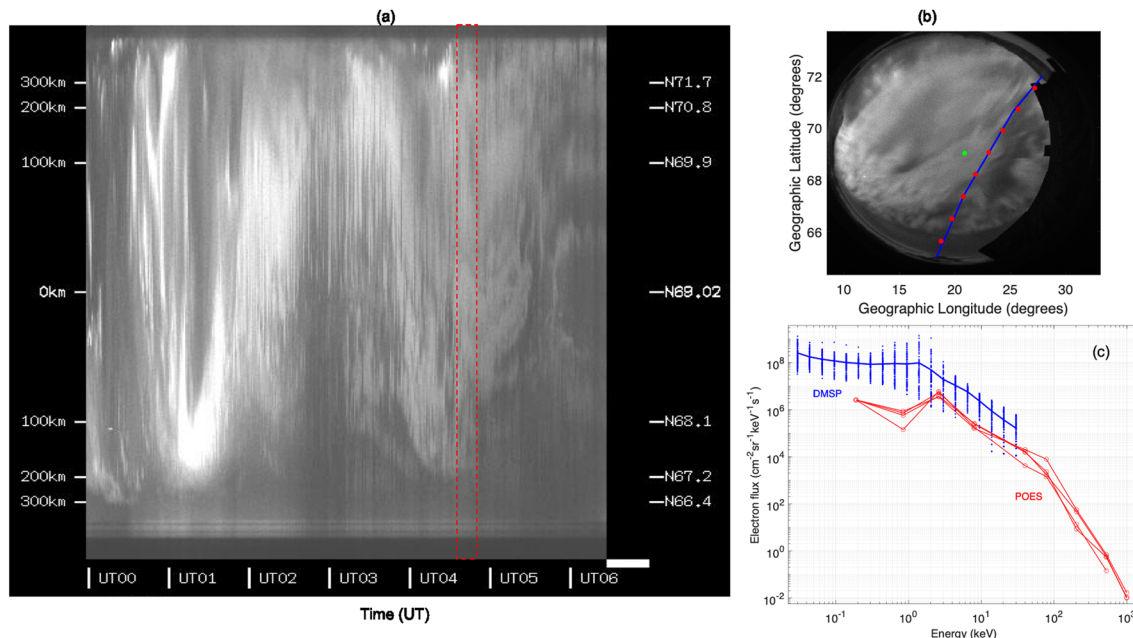 (a)
300km
200km
100km
0km
100km
200km
300km
N71.7
N70.8
N69.9
N69.02
N68.1
N67.2
N66.4
UT00 UT01 UT02 UT03 UT04 UT05 UT06
Time (UT)
(b)
Geographic Latitude (degrees)
72
70
68
66
10 15 20 25 30
Geographic Longitude (degrees)
(c)
Electron flux (cm⁻²sr⁻¹keV⁻¹s⁻¹)
10⁸
10⁶
10⁴
10²
10⁰
10⁻²
DMSP
POES
10⁻¹ 10⁰ 10¹ 10² 10³
Energy (keV)